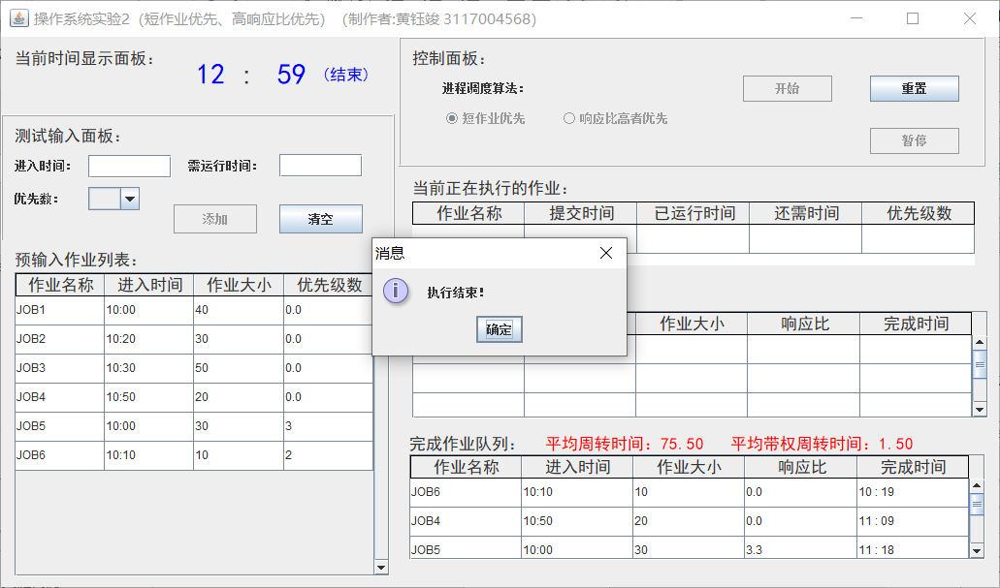 操作系统实验2（短作业优先、高响应比优先）（制作者:黄钰竣 3117004568）
当前时间显示面板：
12 ： 59 （结束）
测试输入面板：
进入时间： 需运行时间：
优先数：
添加 清空
预输入作业列表：
作业名称 进入时间 作业大小 优先级数
JOB1 10:00 40 0.0
JOB2 10:20 30 0.0
JOB3 10:30 50 0.0
JOB4 10:50 20 0.0
JOB5 10:00 30 3
JOB6 10:10 10 2
控制面板：
进程调度算法：
短作业优先 响应比高者优先
开始 重置
暂停
当前正在执行的作业：
作业名称 提交时间 已运行时间 还需时间 优先级数
消息
执行结束！
确定
作业大小 响应比 完成时间
完成作业队列： 平均周转时间：75.50 平均带权周转时间：1.50
作业名称 进入时间 作业大小 响应比 完成时间
JOB6 10:10 10 0.0 10 : 19
JOB4 10:50 20 0.0 11 : 09
JOB5 10:00 30 3.3 11 : 18